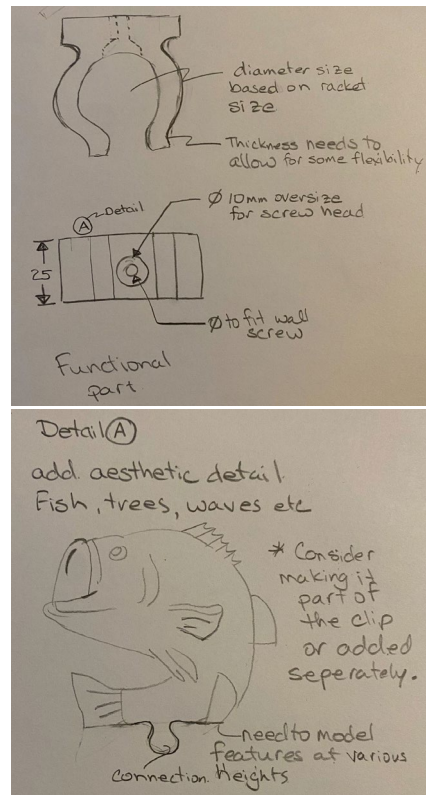 diameter size
based on racket
size
Thickness needs to
allow for some flexibility
Ⓐ Detail
Ø 10mm oversize
for screw head
25
Ø to fit wall
screw
Functional
part
Detail Ⓐ
add aesthetic detail.
Fish, trees, waves etc
* Consider
making it
part of
the clip
or added
seperately.
need to model
features at various
heights
Connection.